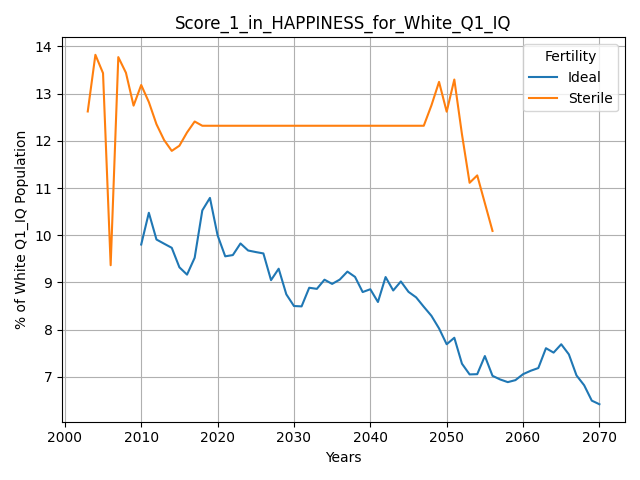 Score_1_in_HAPPINESS_for_White_Q1_IQ
Fertility
Ideal
Sterile
% of White Q1_IQ Population
14
13
12
11
10
9
8
7
2000 2010 2020 2030 2040 2050 2060 2070
Years